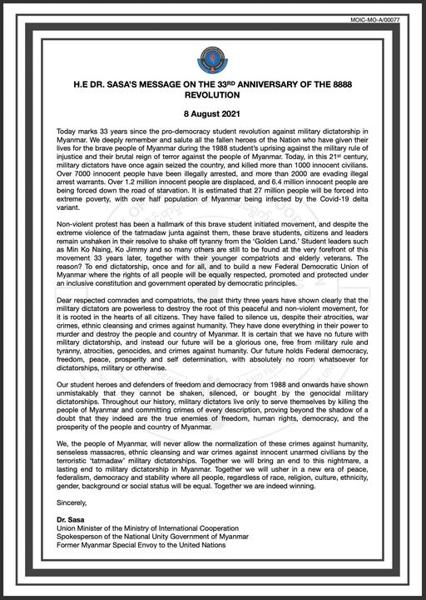 MOIC-MO-A/00077
H.E DR. SASA'S MESSAGE ON THE 33RD ANNIVERSARY OF THE 8888
REVOLUTION
8 August 2021
Today marks 33 years since the pro-democracy student revolution against military dictatorship in
Myanmar. We deeply remember and salute all the fallen heroes of the Nation who have given their
lives for the brave people of Myanmar during the 1988 student's uprising against the military rule of
injustice and their brutal reign of terror against the people of Myanmar. Today, in this 21st century,
military dictators have once again seized the country, and killed more than 1000 innocent civilians.
Over 7000 innocent people have been illegally arrested, and more than 2000 are evading illegal
arrest warrants. Over 1.2 million innocent people are displaced, and 6.4 million innocent people are
being forced down the road of starvation. It is estimated that 27 million people will be forced into
extreme poverty, with over half population of Myanmar being infected by the Covid-19 delta
variant.
Non-violent protest has been a hallmark of this brave student initiated movement, and despite the
extreme violence of the tatmadaw junta against them, these brave students, citizens and leaders
remain unshaken in their resolve to shake off tyranny from the 'Golden Land.' Student leaders such
as Min Ko Naing, Ko Jimmy and so many others are still to be found at the very forefront of this
movement 33 years later, together with their younger compatriots and elderly veterans. The
reason? To end dictatorship, once and for all, and to build a new Federal Democratic Union of
Myanmar where the rights of all people will be equally respected, promoted and protected under
an inclusive constitution and government operated by democratic principles.
Dear respected comrades and compatriots, the past thirty three years have shown clearly that the
military dictators are powerless to destroy the root of this peaceful and non-violent movement, for
it is rooted in the hearts of all citizens. They have failed to silence us, despite their atrocities, war
crimes, ethnic cleansing and crimes against humanity. They have done everything in their power to
murder and destroy the people and country of Myanmar. It is certain that we have no future with
military dictatorship, and instead our future will be a glorious one, free from military rule and
tyranny, atrocities, genocides, and crimes against humanity. Our future holds Federal democracy,
freedom, peace, prosperity and self determination, with absolutely no room whatsoever for
dictatorships, military or otherwise.
Our student heroes and defenders of freedom and democracy from 1988 and onwards have shown
unmistakably that they cannot be shaken, silenced, or bought by the genocidal military
dictatorships. Throughout our history, military dictators live only to serve themselves by killing the
people of Myanmar and committing crimes of every description, proving beyond the shadow of a
doubt that they indeed are the true enemies of freedom, human rights, democracy, and the
prosperity of the people and country of Myanmar.
We, the people of Myanmar, will never allow the normalization of these crimes against humanity,
senseless massacres, ethnic cleansing and war crimes against innocent unarmed civilians by the
terroristic 'tatmadaw' military dictatorships. Together we will bring an end to this nightmare, a
lasting end to military dictatorship in Myanmar. Together we will usher in a new era of peace,
federalism, democracy and stability where all people, regardless of race, religion, culture, ethnicity,
gender, background or social status will be equal. Together we are indeed winning.
Sincerely,
Dr. Sasa
Union Minister of the Ministry of International Cooperation
Spokesperson of the National Unity Government of Myanmar
Former Myanmar Special Envoy to the United Nations